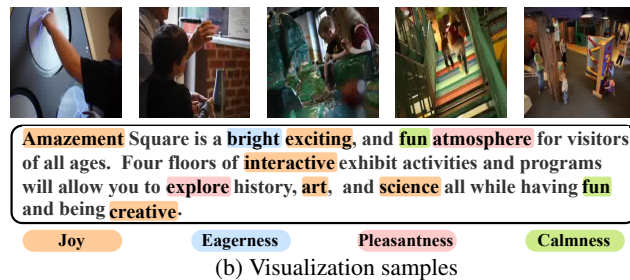 Amazement Square is a bright exciting, and fun atmosphere for visitors
of all ages. Four floors of interactive exhibit activities and programs
will allow you to explore history, art, and science all while having fun
and being creative.
Joy Eagerness Pleasantness Calmness
(b) Visualization samples